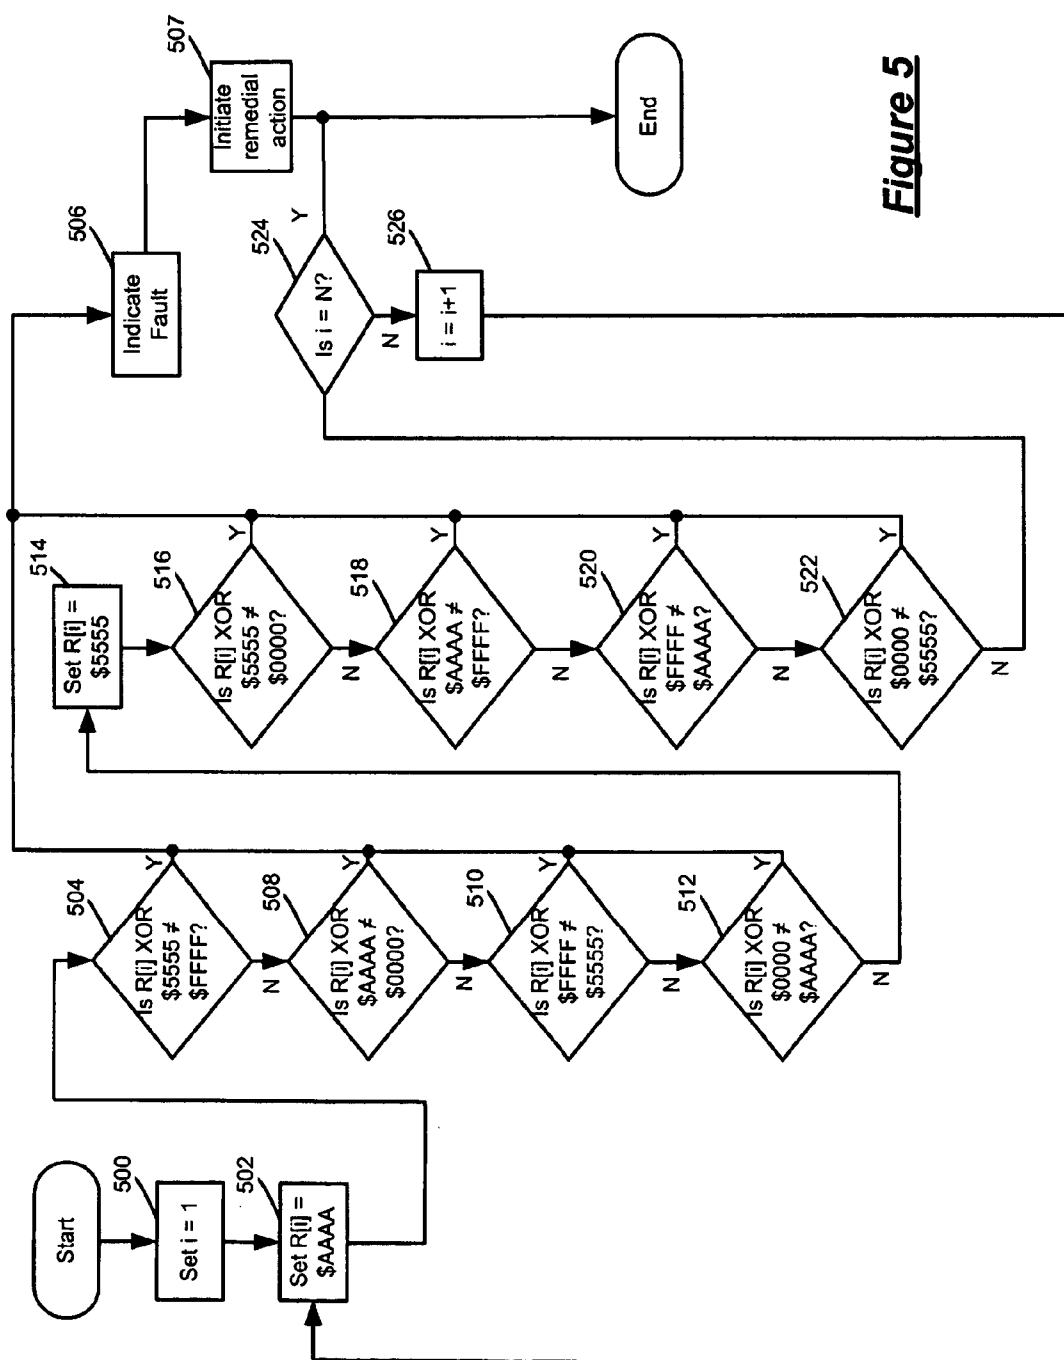 Start
500
Set i = 1
502
Set R[i] =
$AAAA
504
Is R[i] XOR
$5555 ≠
$FFFF?
Y
N
508
Is R[i] XOR
$AAAA ≠
$0000?
Y
N
510
Is R[i] XOR
$FFFF ≠
$5555?
Y
N
512
Is R[i] XOR
$0000 ≠
$AAAA?
Y
N
514
Set R[i] =
$5555
516
Is R[i] XOR
$5555 ≠
$0000?
Y
N
518
Is R[i] XOR
$AAAA ≠
$FFFF?
Y
N
520
Is R[i] XOR
$FFFF ≠
$AAAA?
Y
N
522
Is R[i] XOR
$0000 ≠
$5555?
Y
N
506
Indicate
Fault
507
Initiate
remedial
action
524
Is i = N?
Y
N
526
i = i+1
End
Figure 5